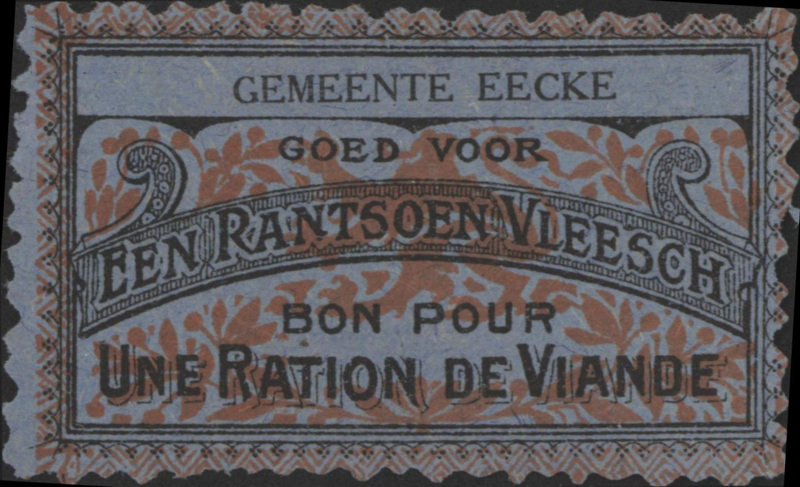 GEMEENTE EECKE
GOED VOOR
EEN RANTSOEN VLEESCH
BON POUR
UNE RATION DE VIANDE